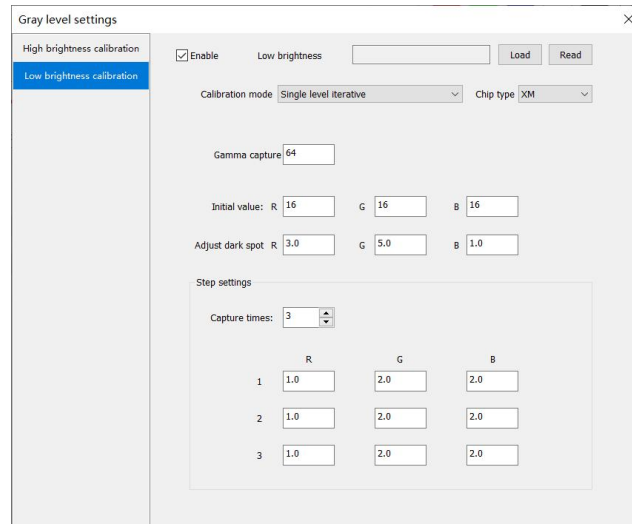 Gray level settings
High brightness calibration
Low brightness calibration
Enable Low brightness Load Read
Calibration mode Single level iterative Chip type XM
Gamma capture 64
Initial value: R 16 G 16 B 16
Adjust dark spot R 3.0 G 5.0 B 1.0
Step settings
Capture times: 3
R G B
1 1.0 2.0 2.0
2 1.0 2.0 2.0
3 1.0 2.0 2.0